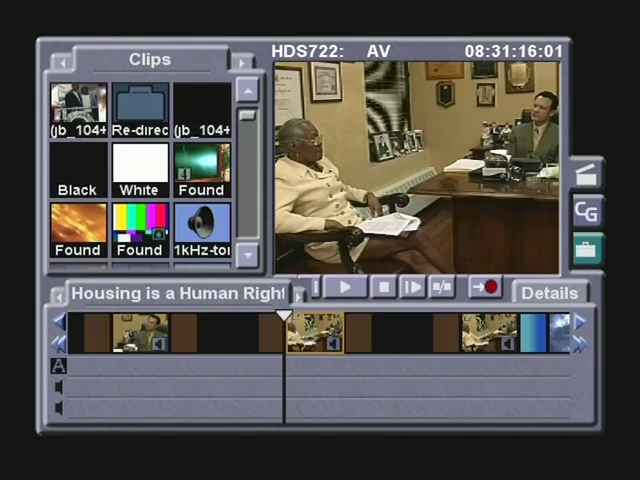 Clips
HDS722: AV 08:31:16:01
(jb_104+ Re-direc (jb_104+
Black White Found
Found Found 1kHz-tor
CG
Housing is a Human Right
Details
A